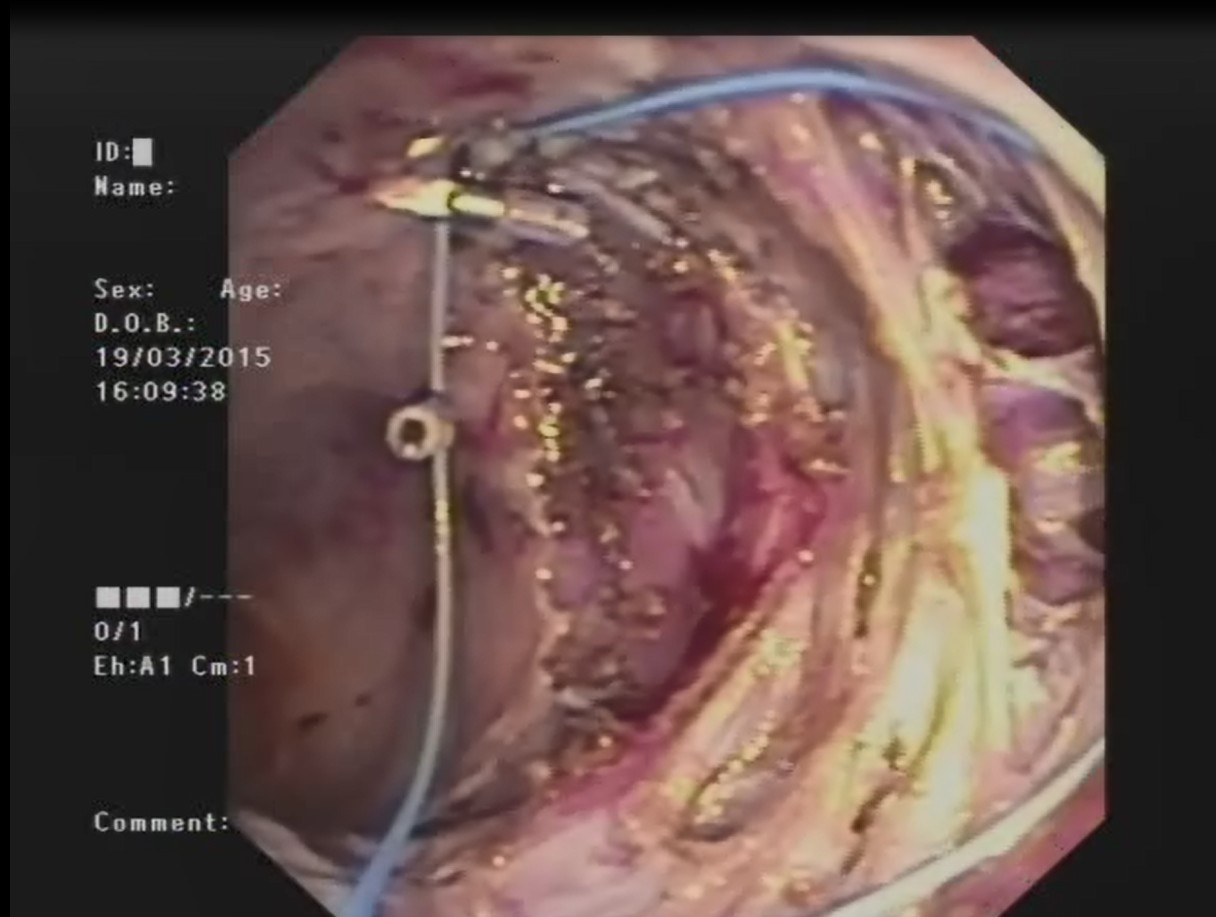 ID:
Name:
Sex: Age:
D.O.B.:
19/03/2015
16:09:38
■■■/---
0/1
Eh:A1 Cm:1
Comment: